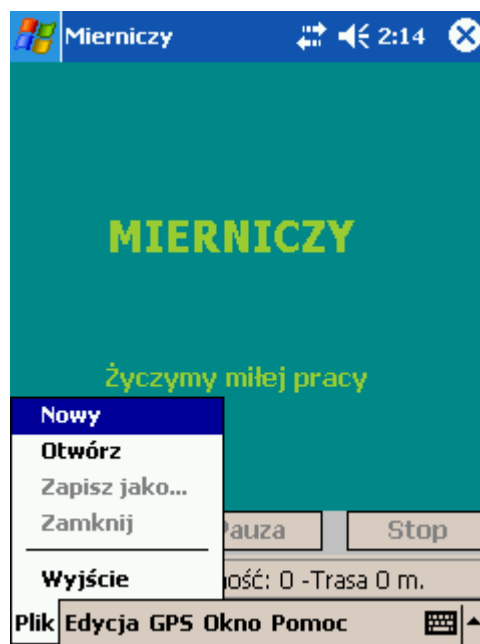 Mierniczy 2:14
MIERNICZY
Życzymy miłej pracy
Nowy
Otwórz
Zapisz jako...
Zamknij
Pauza Stop
Wyjście
ność: 0 -Trasa 0 m.
Plik Edycja GPS Okno Pomoc